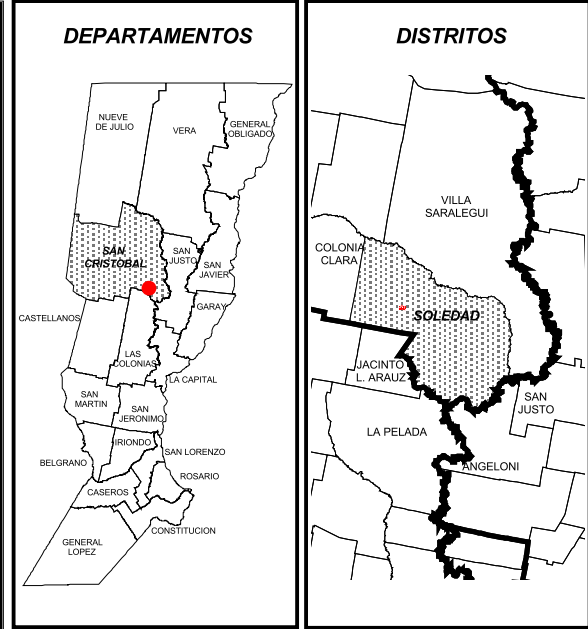 DEPARTAMENTOS
NUEVE
DE JULIO
VERA
GENERAL
OBLIGADO
SAN
CRISTOBAL
SAN
JUSTO
SAN
JAVIER
GARAY
CASTELLANOS
LAS
COLONIAS
LA CAPITAL
SAN
MARTIN
SAN
JERONIMO
IRIONDO
SAN LORENZO
BELGRANO
ROSARIO
CASEROS
CONSTITUCION
GENERAL
LOPEZ
DISTRITOS
VILLA
SARALEGUI
COLONIA
CLARA
SOLEDAD
JACINTO
L. ARAUZ
SAN
JUSTO
LA PELADA
ANGELONI